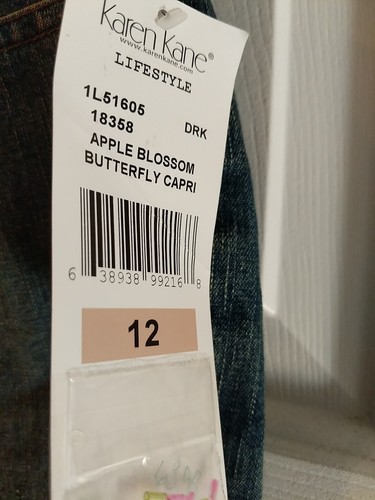 Karen Kane®
www.karenkane.com
LIFESTYLE
1L51605
18358 DRK
APPLE BLOSSOM
BUTTERFLY CAPRI
6 38938 99216 8
12